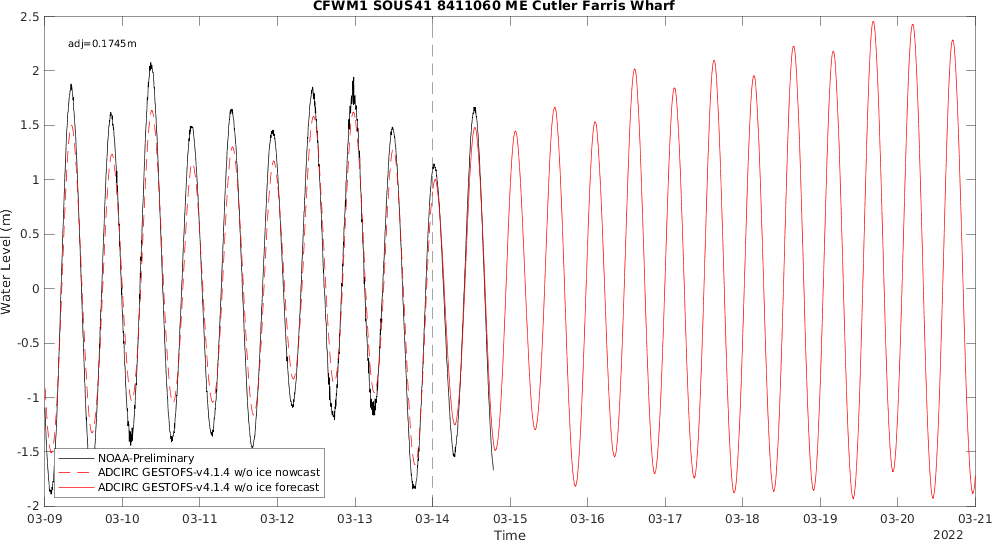 CFWM1 SOUS41 8411060 ME Cutler Farris Wharf
adj=0.1745m
2.5
2
1.5
1
0.5
0
-0.5
-1
-1.5
-2
Water Level (m)
NOAA-Preliminary
ADCIRC GESTOFS-v4.1.4 w/o ice nowcast
ADCIRC GESTOFS-v4.1.4 w/o ice forecast
03-09 03-10 03-11 03-12 03-13 03-14 03-15 03-16 03-17 03-18 03-19 03-20 03-21
Time
2022